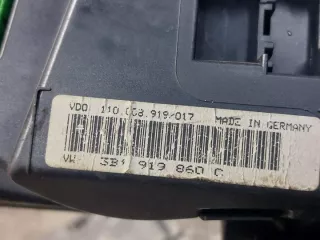 VDO 110.008.919/017 MADE IN GERMANY
VW 3B1 919 860 C